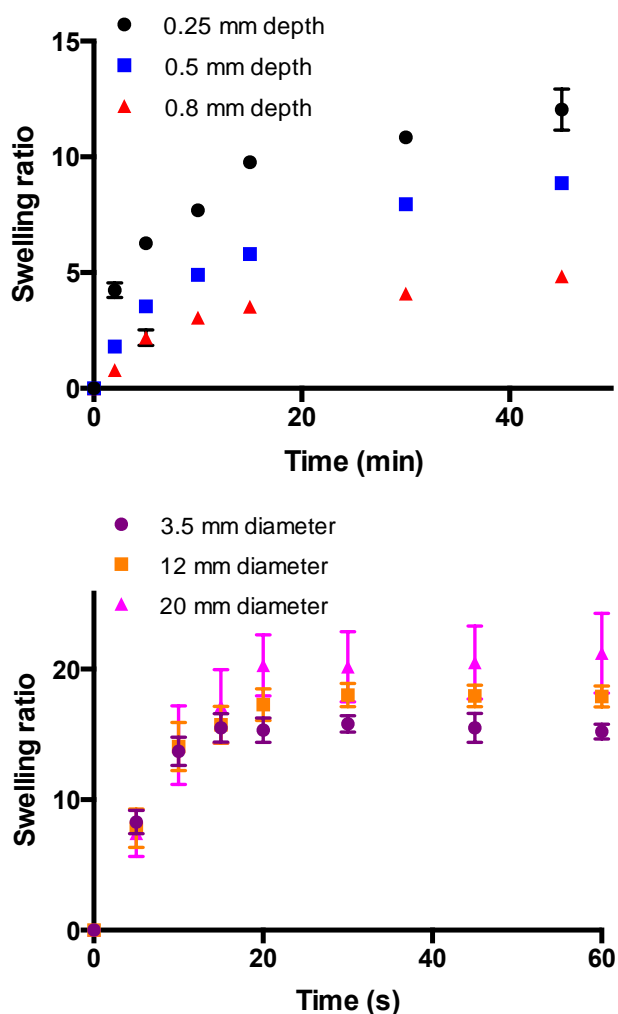 0.25 mm depth
0.5 mm depth
0.8 mm depth
15
10
5
0
Swelling ratio
0 20 40
Time (min)
3.5 mm diameter
12 mm diameter
20 mm diameter
20
10
0
Swelling ratio
0 20 40 60
Time (s)